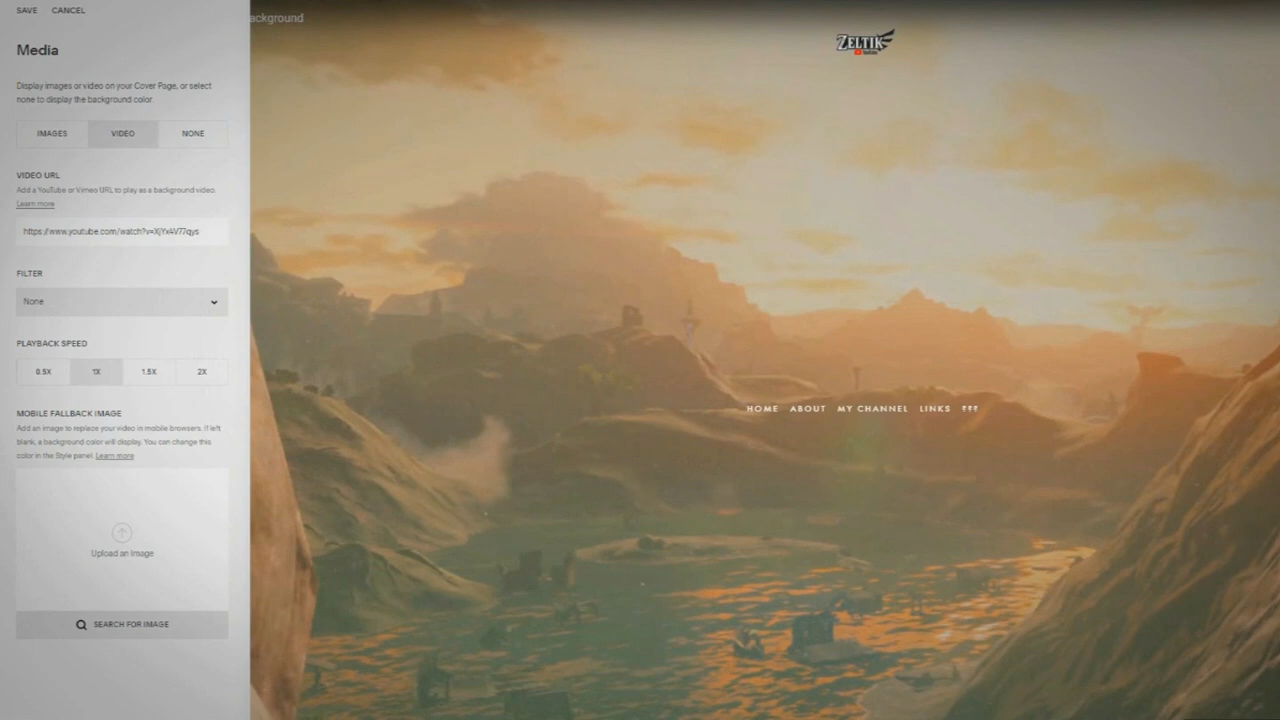 SAVE CANCEL
ackground
ZELTIK
YouTube
Media
Display images or video on your Cover Page, or select
none to display the background color.
IMAGES VIDEO NONE
VIDEO URL
Add a YouTube or Vimeo URL to play as a background video.
Learn more
https://www.youtube.com/watch?v=XjYx4V77qys
FILTER
None
PLAYBACK SPEED
0.5X 1X 1.5X 2X
MOBILE FALLBACK IMAGE
Add an image to replace your video in mobile browsers. If left
blank, a background color will display. You can change this
color in the Style panel. Learn more
Upload an Image
SEARCH FOR IMAGE
HOME ABOUT MY CHANNEL LINKS